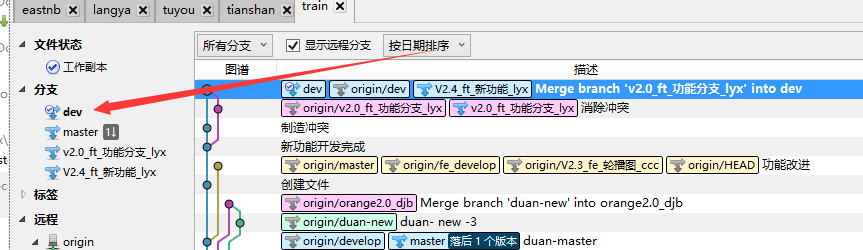 eastnb langya tuyou tianshan train
文件状态
工作副本
分支
dev
master 1↓
v2.0_ft_功能分支_lyx
V2.4_ft_新功能_lyx
标签
远程
origin
所有分支 显示远程分支 按日期排序
图谱 描述
dev origin/dev V2.4_ft_新功能_lyx Merge branch 'v2.0_ft_功能分支_lyx' into dev
origin/v2.0_ft_功能分支_lyx v2.0_ft_功能分支_lyx 消除冲突
制造冲突
新功能开发完成
origin/master origin/fe_develop origin/V2.3_fe_轮播图_ccc origin/HEAD 功能改进
创建文件
origin/orange2.0_djb Merge branch 'duan-new' into orange2.0_djb
origin/duan-new duan- new -3
origin/develop master 落后 1 个版本 duan-master